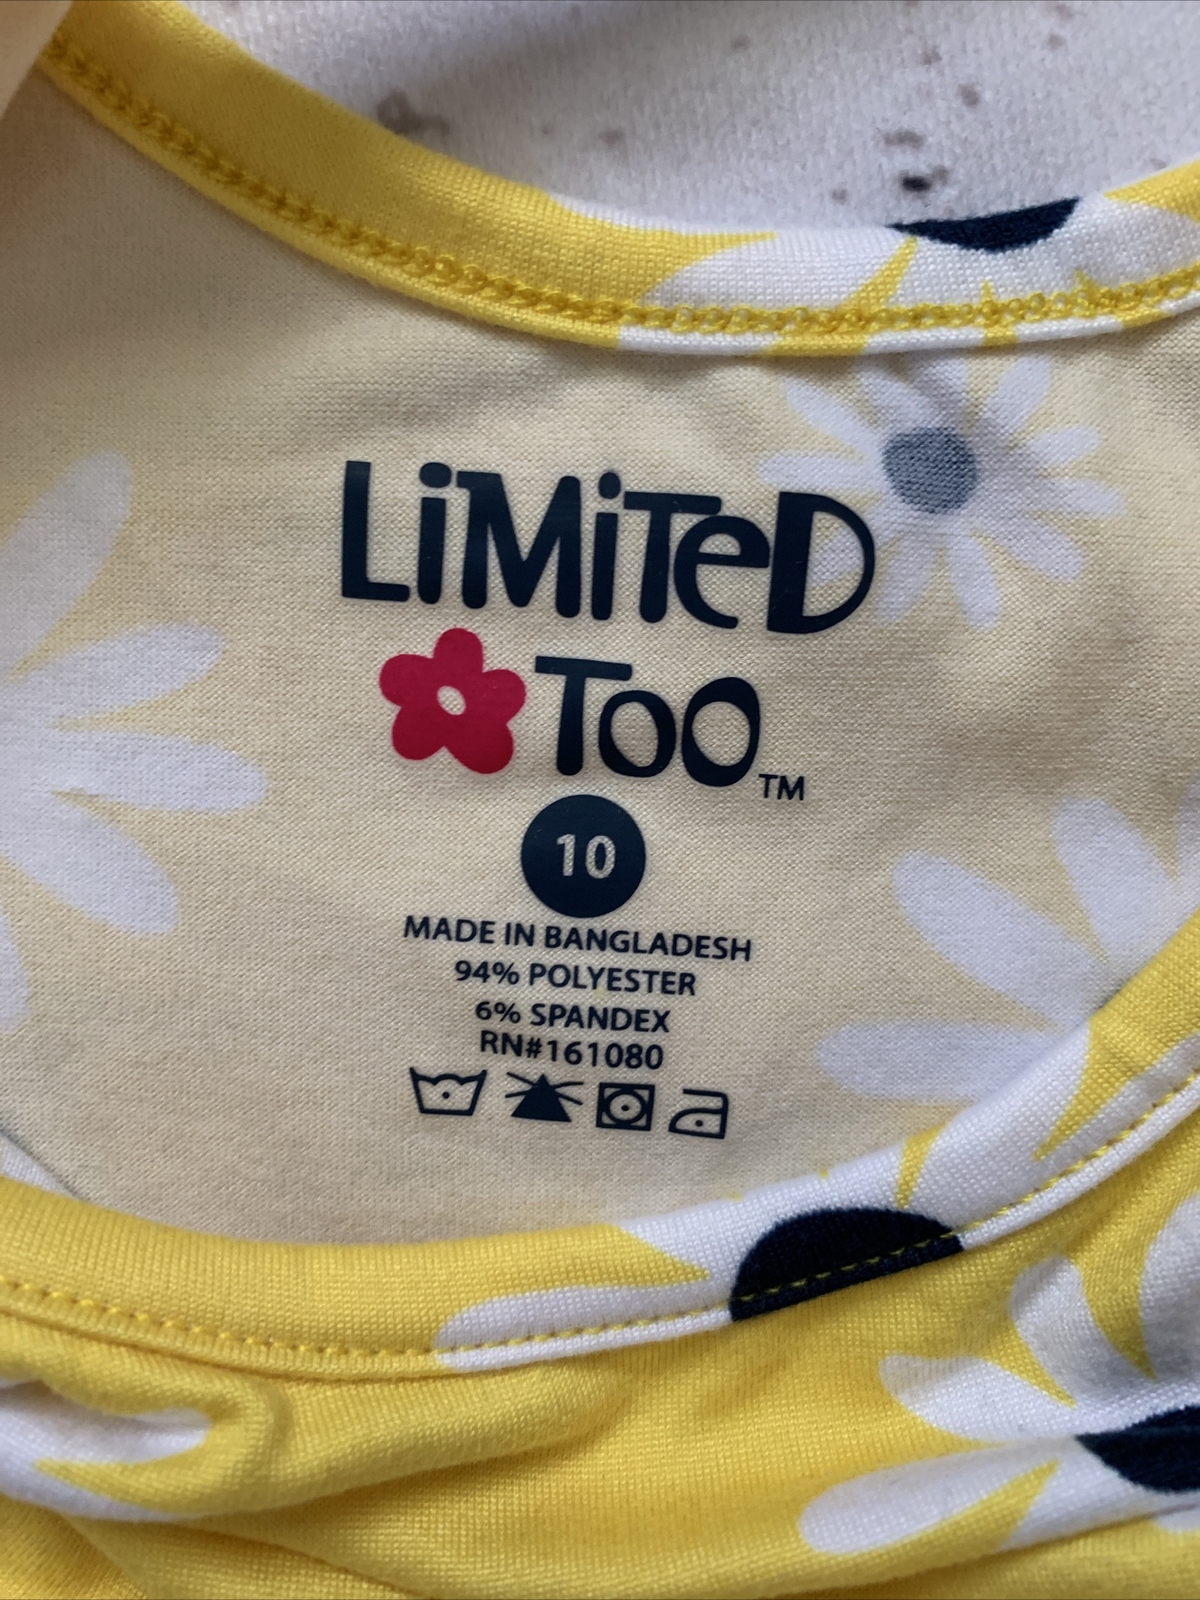 LiMiTeD
Too™
10
MADE IN BANGLADESH
94% POLYESTER
6% SPANDEX
RN#161080